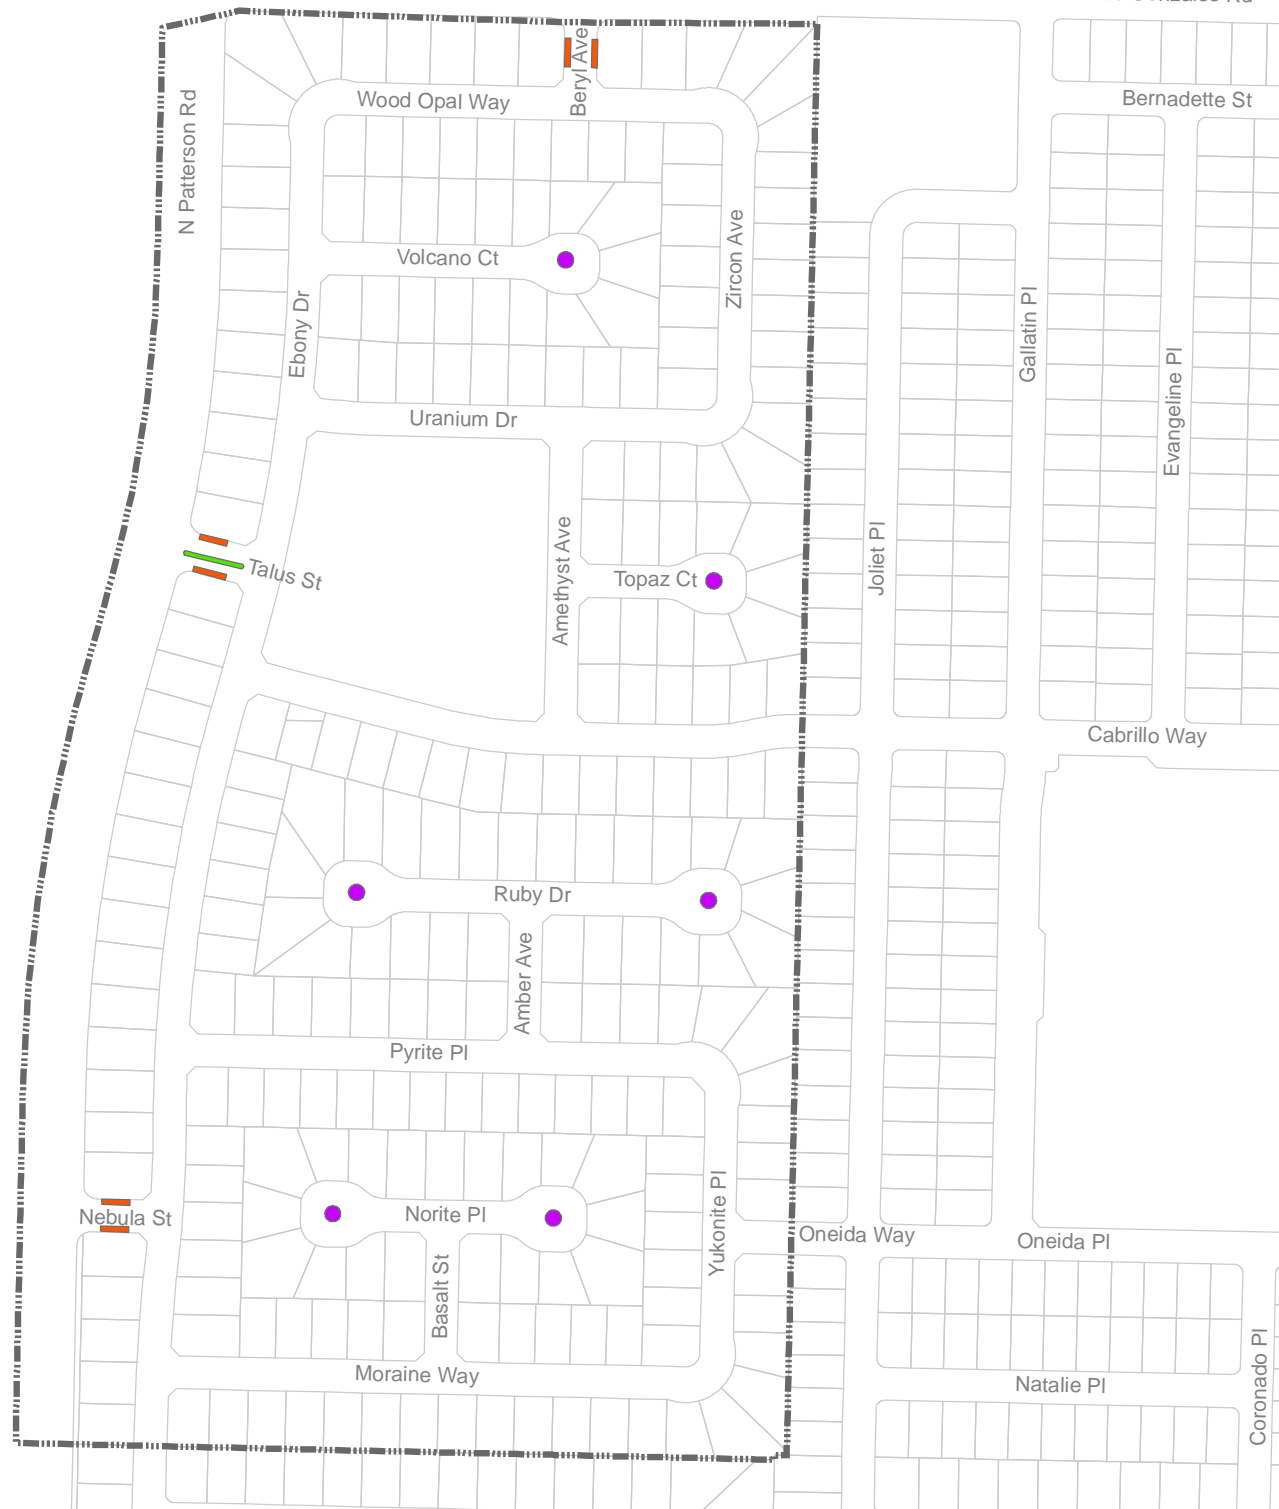 Wood Opal Way
Beryl Ave
Bernadette St
N Patterson Rd
Volcano Ct
Zircon Ave
Ebony Dr
Gallatin Pl
Evangeline Pl
Uranium Dr
Talus St
Amethyst Ave
Topaz Ct
Joliet Pl
Cabrillo Way
Ruby Dr
Amber Ave
Pyrite Pl
Nebula St
Norite Pl
Yukonite Pl
Oneida Way
Oneida Pl
Basalt St
Moraine Way
Natalie Pl
Coronado Pl